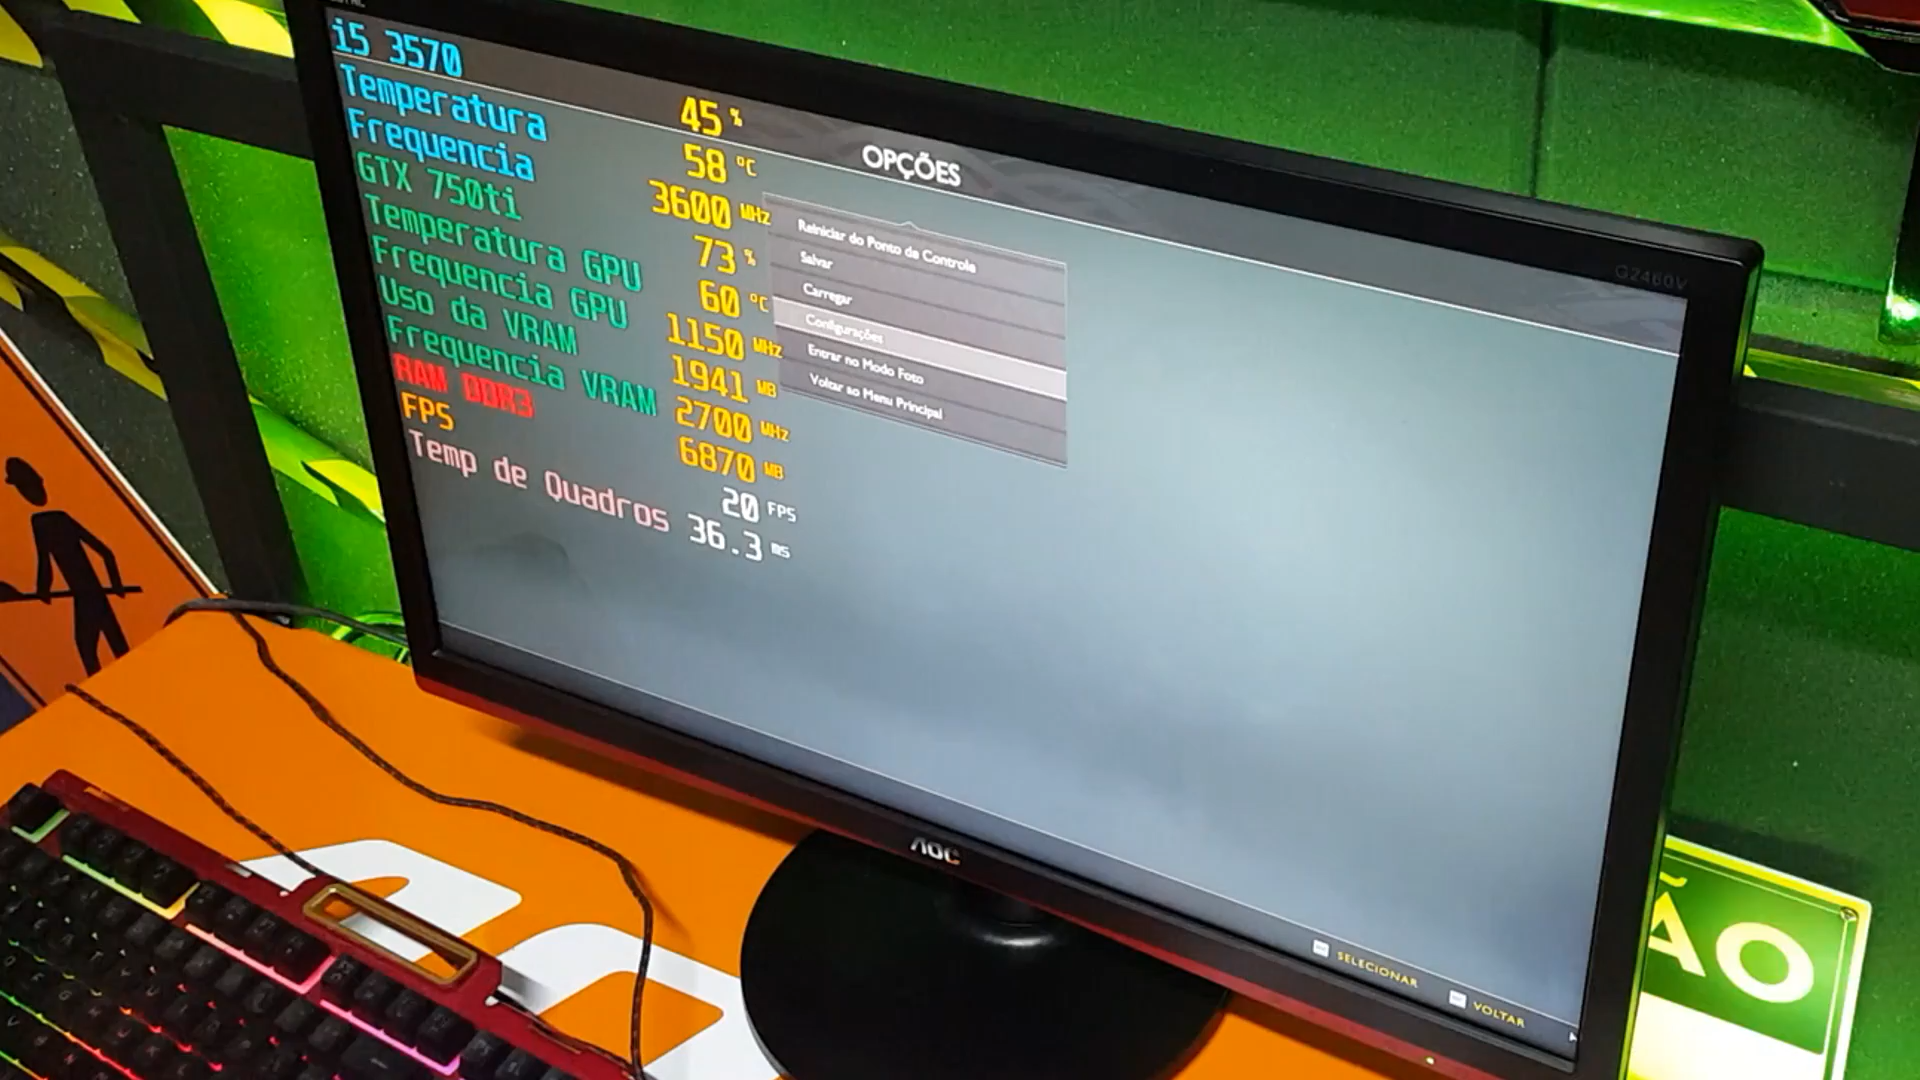 i5 3570 45 %
Temperatura 58 °C
Frequencia 3600 MHz
GTX 750ti 73 %
Temperatura GPU 60 °C
Frequencia GPU 1150 MHz
Uso da VRAM 1941 MB
Frequencia VRAM 2700 MHz
RAM DDR3 6870 MB
FPS 20 FPS
Temp de Quadros 36.3 ms
OPÇÕES
Reiniciar do Ponto de Controle
Salvar
Carregar
Configurações
Entrar no Modo Foto
Voltar ao Menu Principal
SELECIONAR
VOLTAR
G2460V
AOC
ÃO